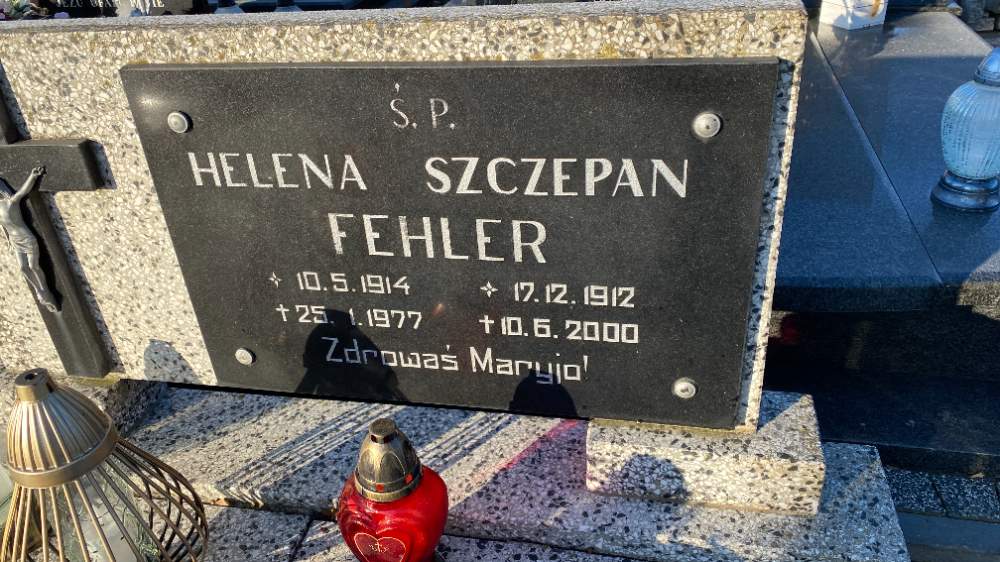 Ś. P.
HELENA SZCZEPAN
FEHLER
✧ 10.5.1914 ✧ 17.12.1912
†25.1.1977 †10.6.2000
Zdrowaś Maryjo!